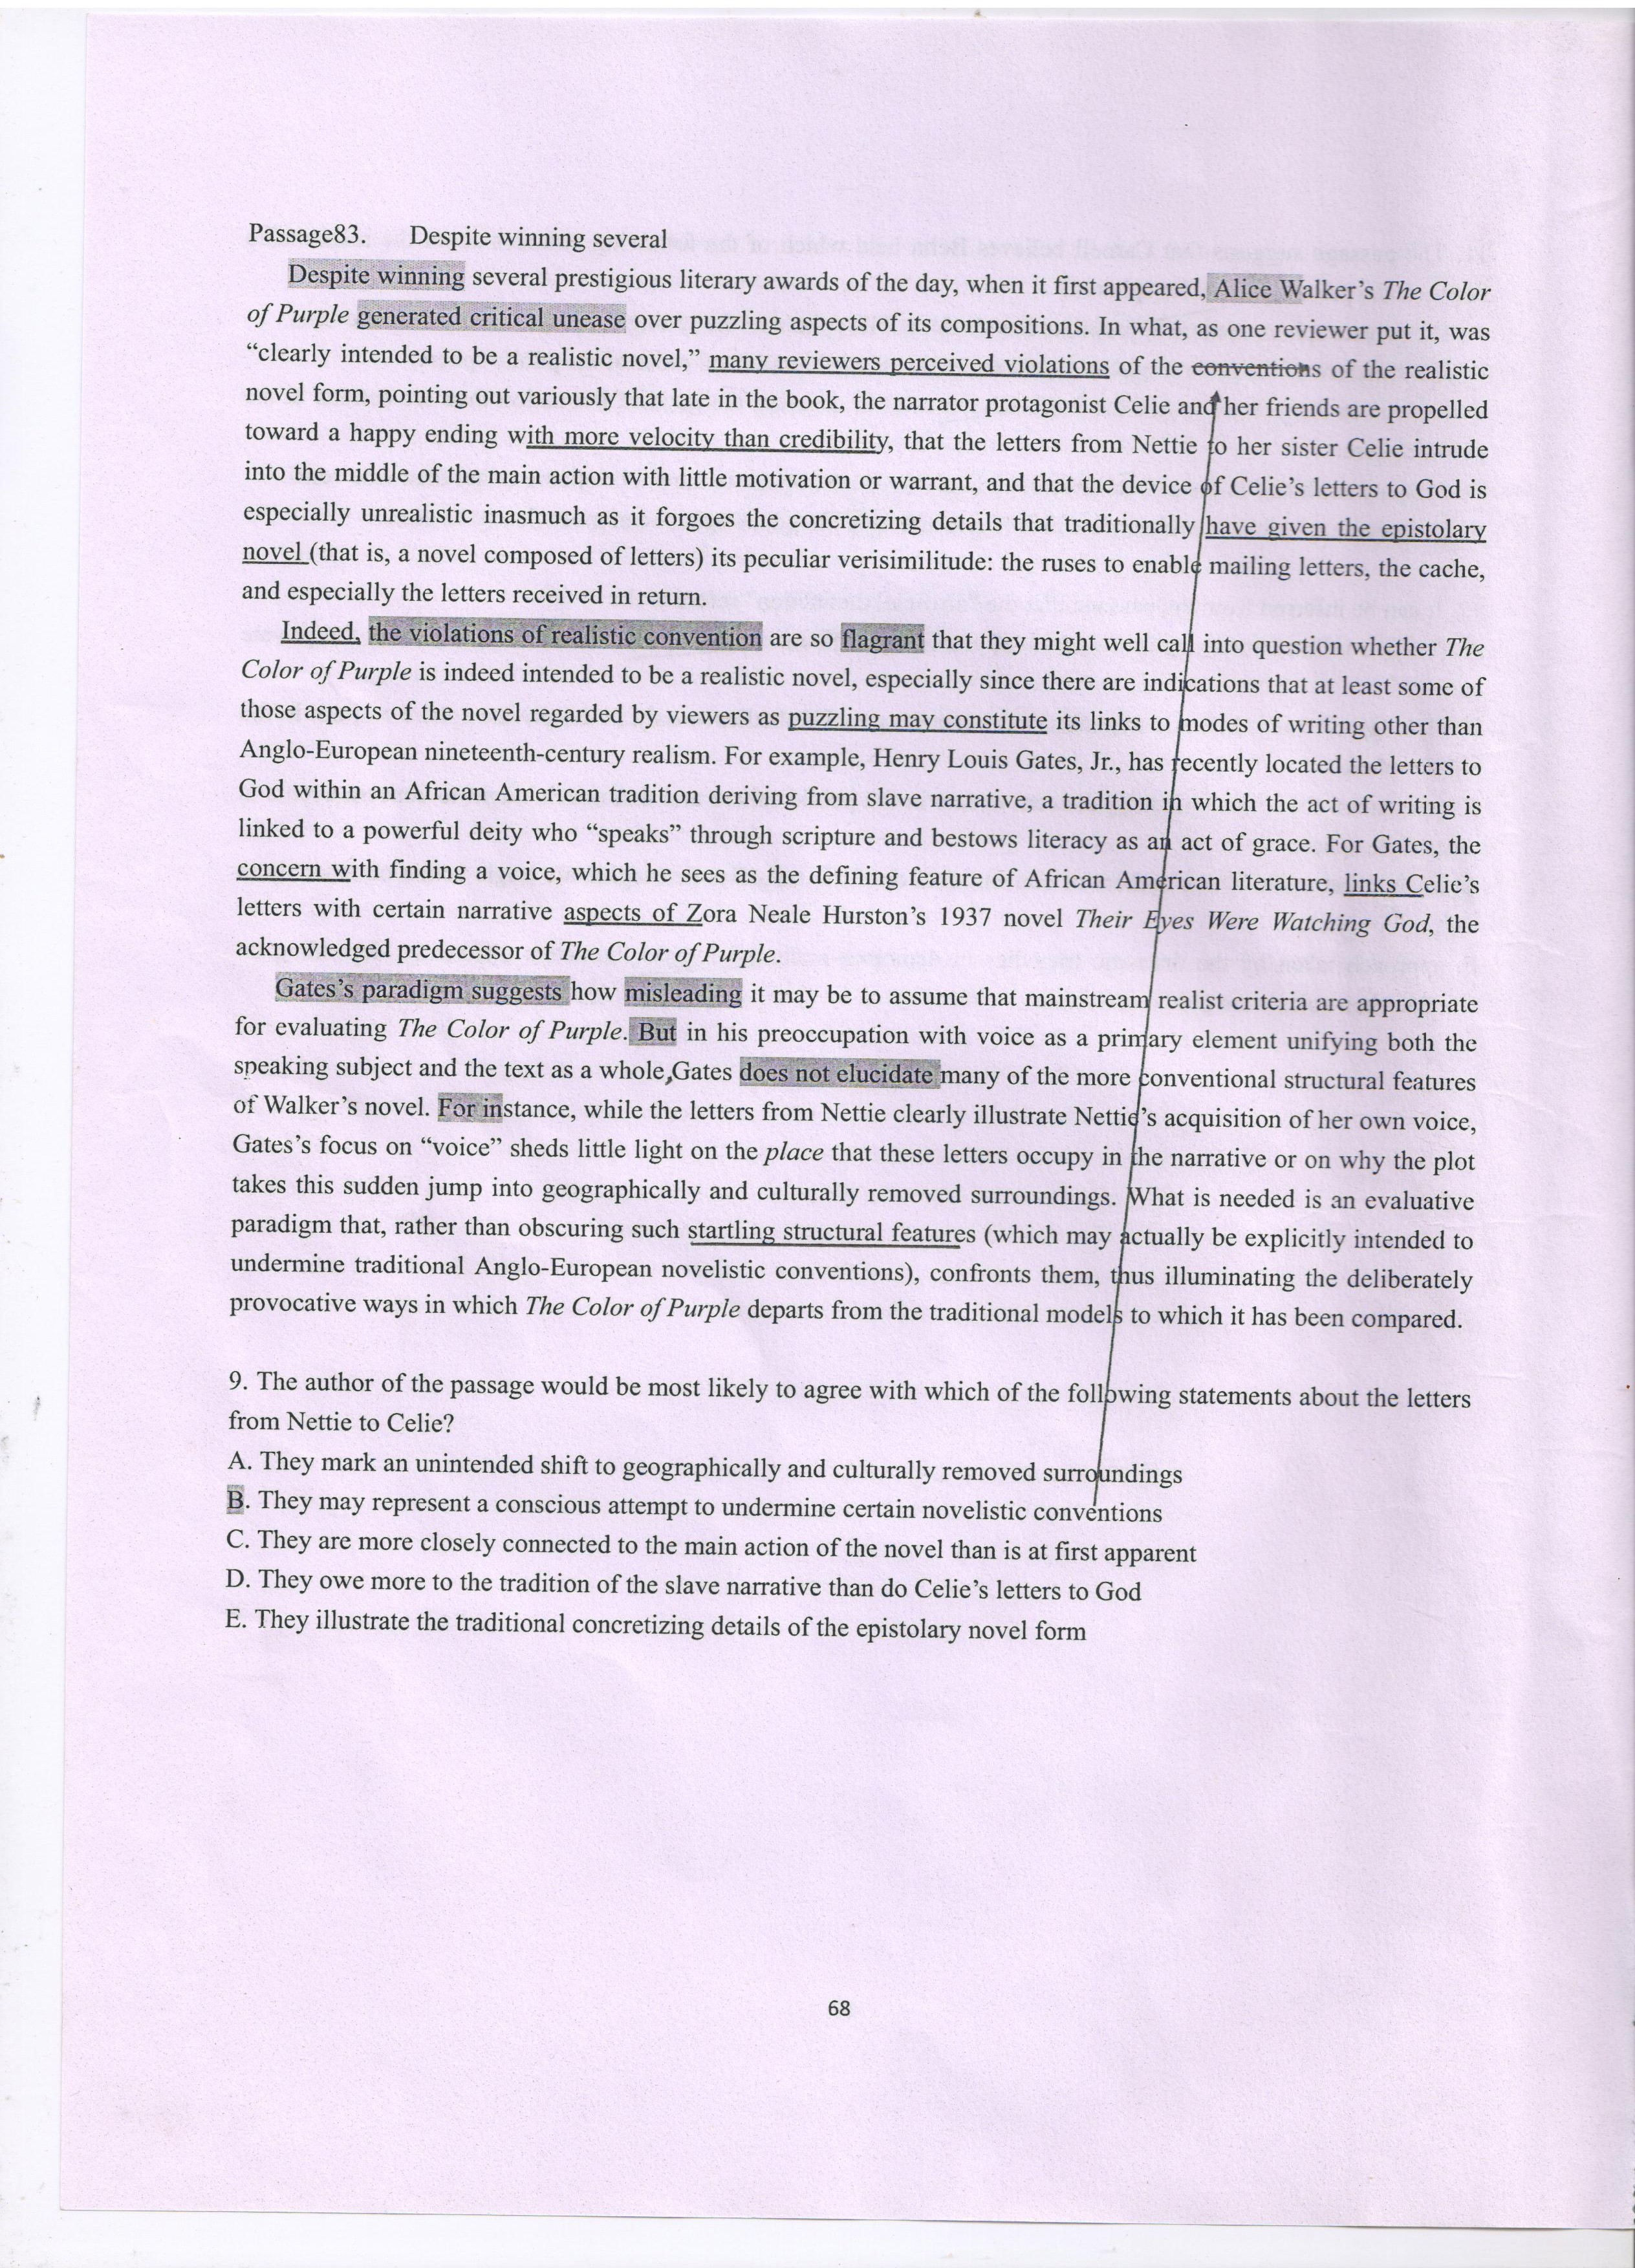 Passage83. Despite winning several
Despite winning several prestigious literary awards of the day, when it first appeared, Alice Walker's The Color
of Purple generated critical unease over puzzling aspects of its compositions. In what, as one reviewer put it, was
“clearly intended to be a realistic novel,” many reviewers perceived violations of the conventions of the realistic
novel form, pointing out variously that late in the book, the narrator protagonist Celie and her friends are propelled
toward a happy ending with more velocity than credibility, that the letters from Nettie to her sister Celie intrude
into the middle of the main action with little motivation or warrant, and that the device of Celie's letters to God is
especially unrealistic inasmuch as it forgoes the concretizing details that traditionally have given the epistolary
novel (that is, a novel composed of letters) its peculiar verisimilitude: the ruses to enable mailing letters, the cache,
and especially the letters received in return.
Indeed, the violations of realistic convention are so flagrant that they might well call into question whether The
Color of Purple is indeed intended to be a realistic novel, especially since there are indications that at least some of
those aspects of the novel regarded by viewers as puzzling may constitute its links to modes of writing other than
Anglo-European nineteenth-century realism. For example, Henry Louis Gates, Jr., has recently located the letters to
God within an African American tradition deriving from slave narrative, a tradition in which the act of writing is
linked to a powerful deity who “speaks” through scripture and bestows literacy as an act of grace. For Gates, the
concern with finding a voice, which he sees as the defining feature of African American literature, links Celie's
letters with certain narrative aspects of Zora Neale Hurston's 1937 novel Their Eyes Were Watching God, the
acknowledged predecessor of The Color of Purple.
Gates's paradigm suggests how misleading it may be to assume that mainstream realist criteria are appropriate
for evaluating The Color of Purple. But in his preoccupation with voice as a primary element unifying both the
speaking subject and the text as a whole,Gates does not elucidate many of the more conventional structural features
of Walker's novel. For instance, while the letters from Nettie clearly illustrate Nettie's acquisition of her own voice,
Gates's focus on “voice” sheds little light on the place that these letters occupy in the narrative or on why the plot
takes this sudden jump into geographically and culturally removed surroundings. What is needed is an evaluative
paradigm that, rather than obscuring such startling structural features (which may actually be explicitly intended to
undermine traditional Anglo-European novelistic conventions), confronts them, thus illuminating the deliberately
provocative ways in which The Color of Purple departs from the traditional models to which it has been compared.
9. The author of the passage would be most likely to agree with which of the following statements about the letters
from Nettie to Celie?
A. They mark an unintended shift to geographically and culturally removed surroundings
B. They may represent a conscious attempt to undermine certain novelistic conventions
C. They are more closely connected to the main action of the novel than is at first apparent
D. They owe more to the tradition of the slave narrative than do Celie's letters to God
E. They illustrate the traditional concretizing details of the epistolary novel form
68